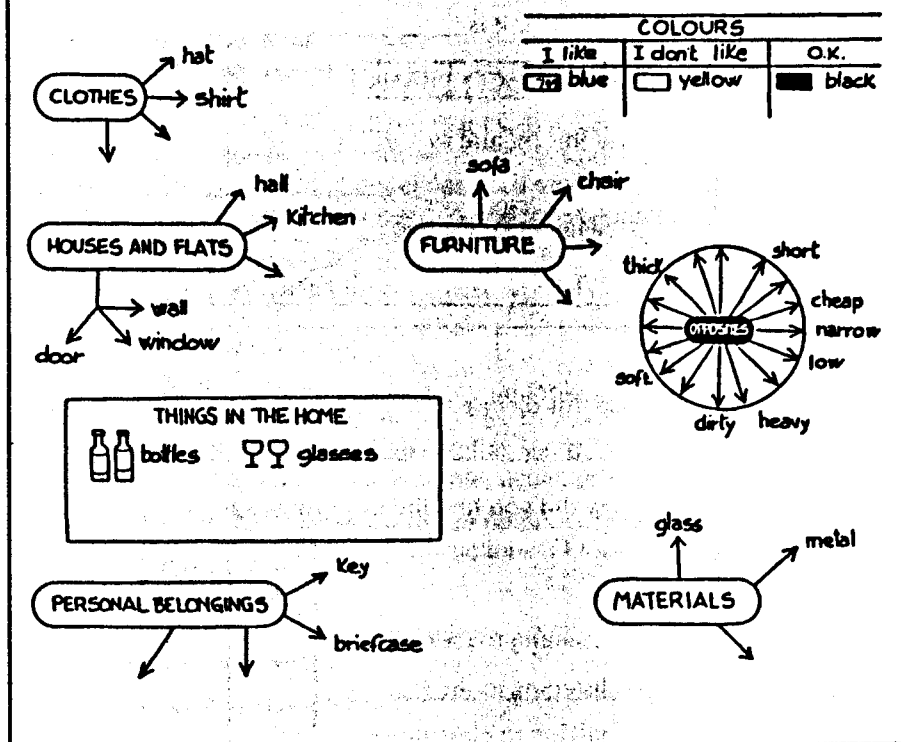 COLOURS
I like I don't like O.K.
blue yellow black
hat
CLOTHES
shirt
hall
Kitchen
HOUSES AND FLATS
wall
window
door
sofa
chair
FURNITURE
short
thick
cheap
OPPOSITES
narrow
low
soft
dirty heavy
THINGS IN THE HOME
bottles glasses
Key
PERSONAL BELONGINGS
briefcase
glass
metal
MATERIALS